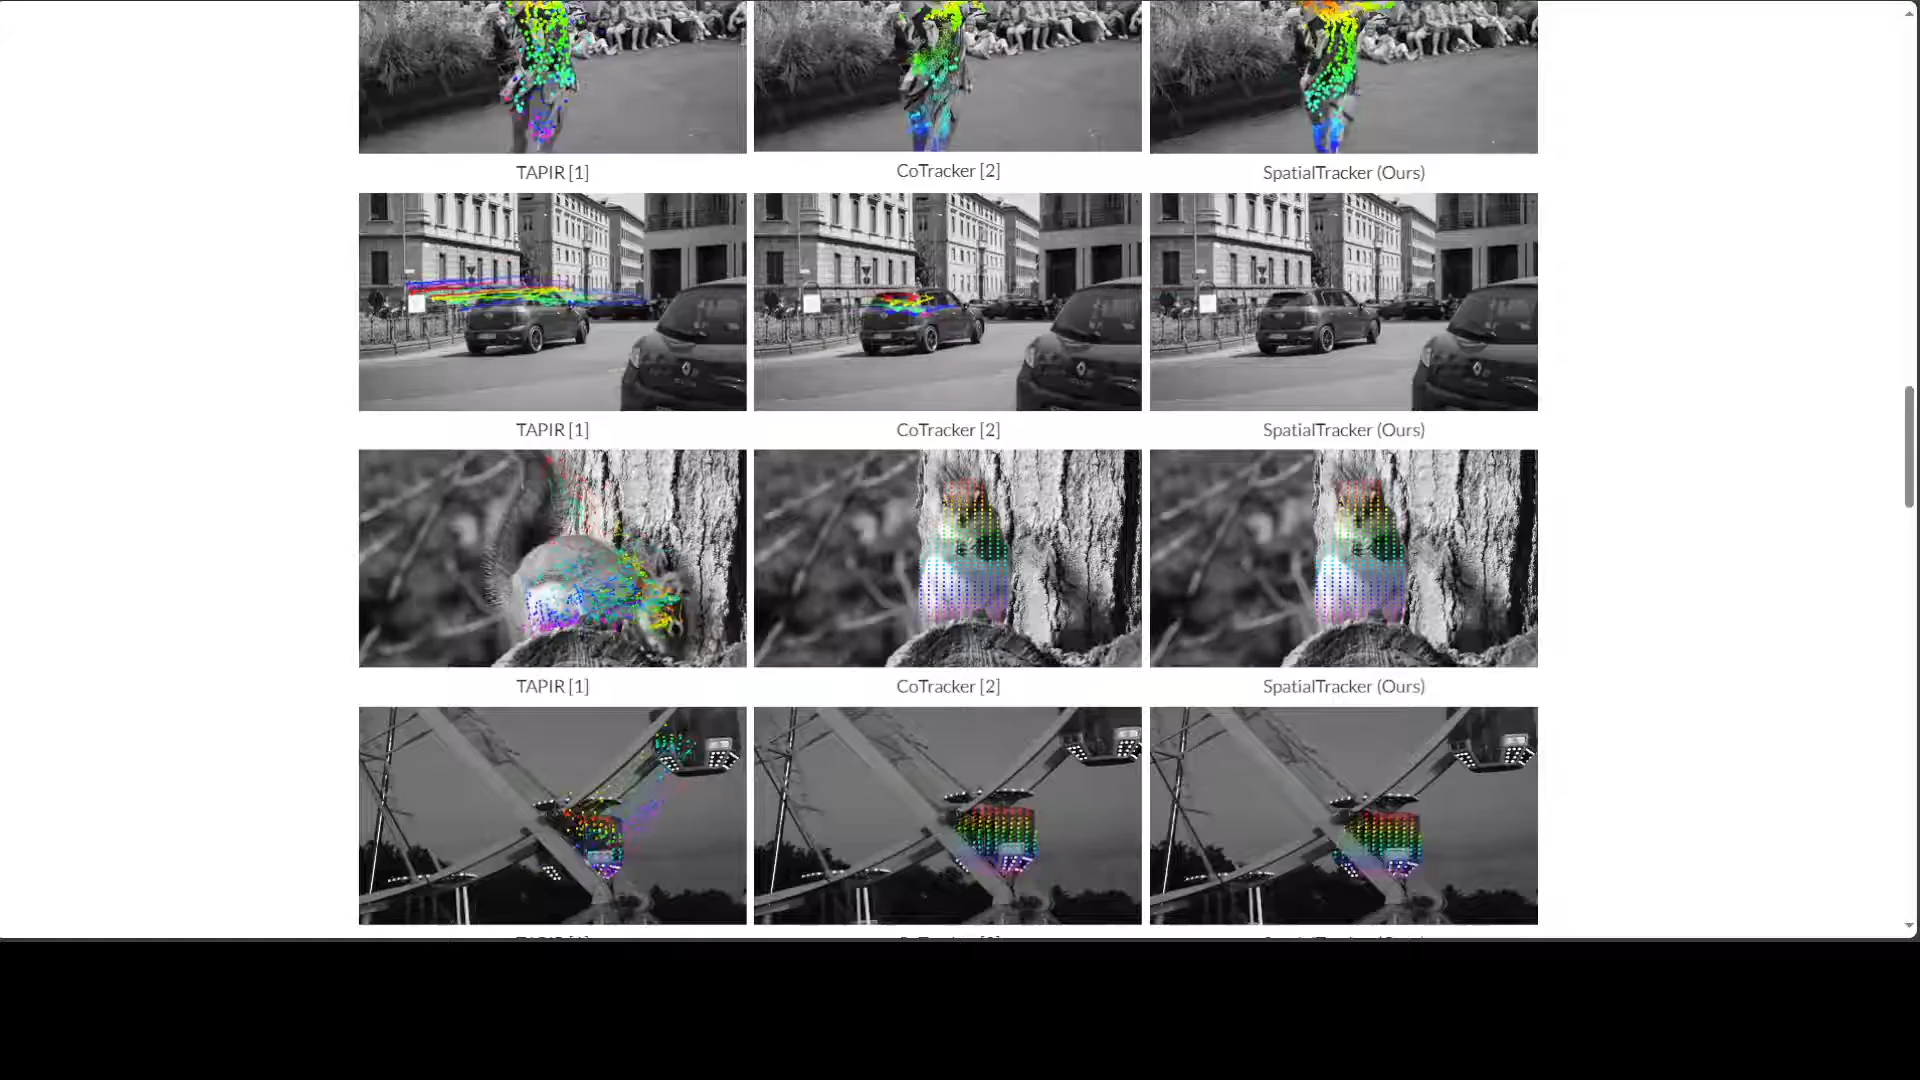 TAPIR [1]
CoTracker [2]
SpatialTracker (Ours)
TAPIR [1]
CoTracker [2]
SpatialTracker (Ours)
TAPIR [1]
CoTracker [2]
SpatialTracker (Ours)